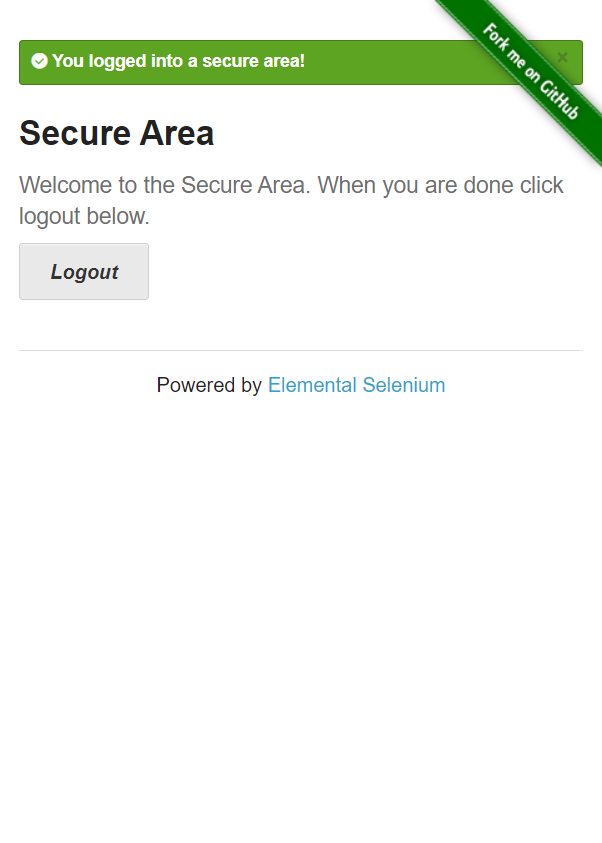 You logged into a secure area!
×
Fork me on GitHub
Secure Area
Welcome to the Secure Area. When you are done click
logout below.
Logout
Powered by Elemental Selenium